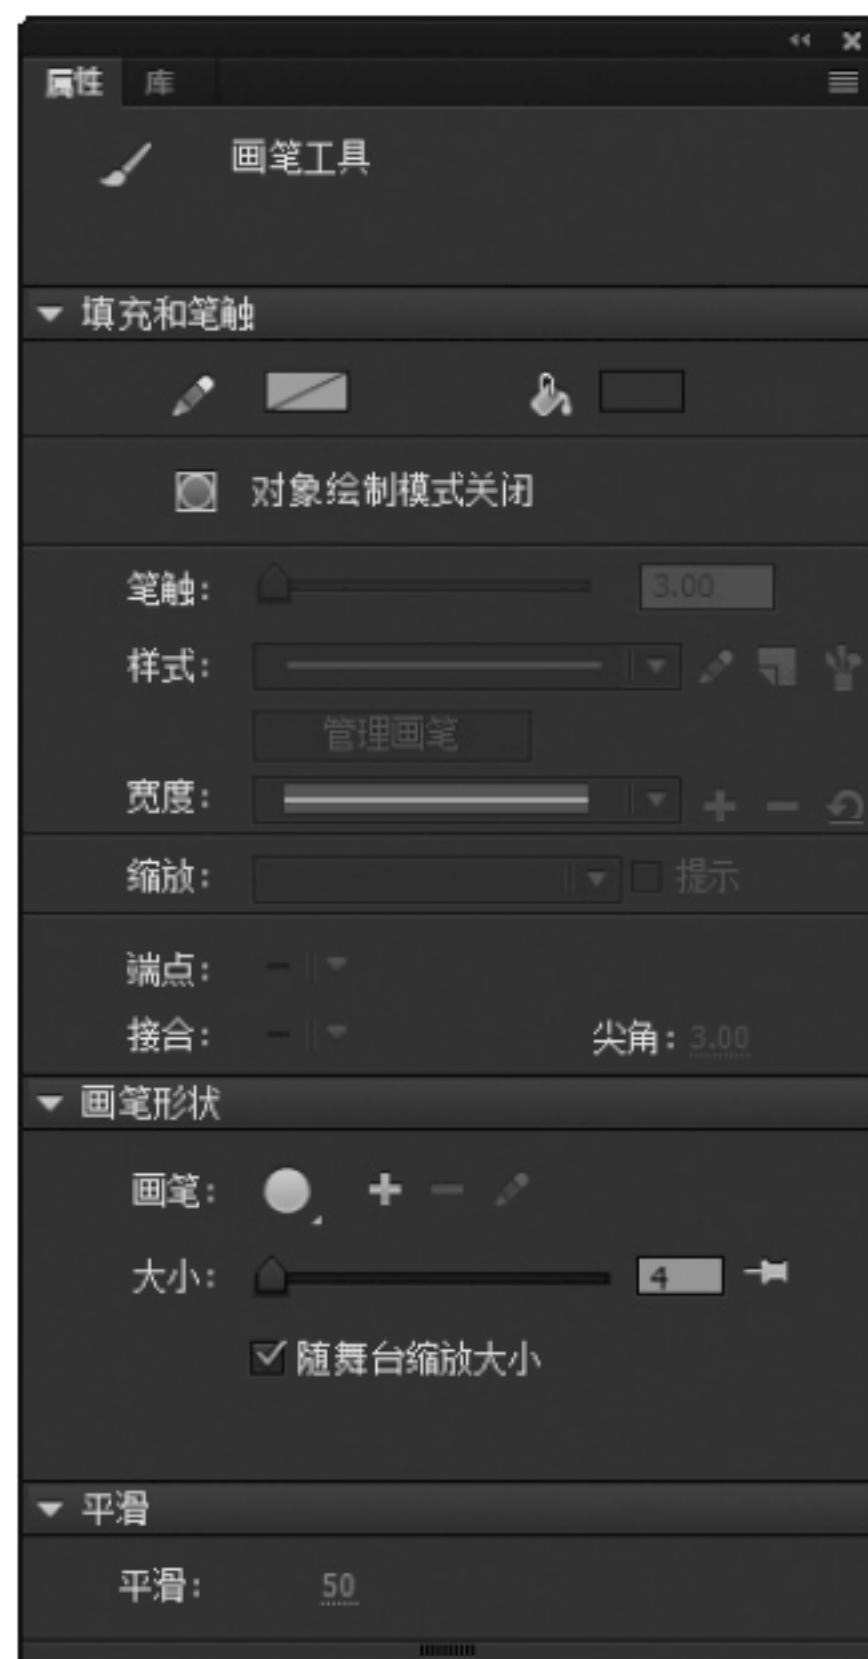 属性 库
画笔工具
填充和笔触
对象绘制模式关闭
笔触： 3.00
样式：
管理画笔
宽度：
缩放： 提示
端点：
接合： 尖角： 3.00
画笔形状
画笔：
大小： 4
随舞台缩放大小
平滑
平滑： 50